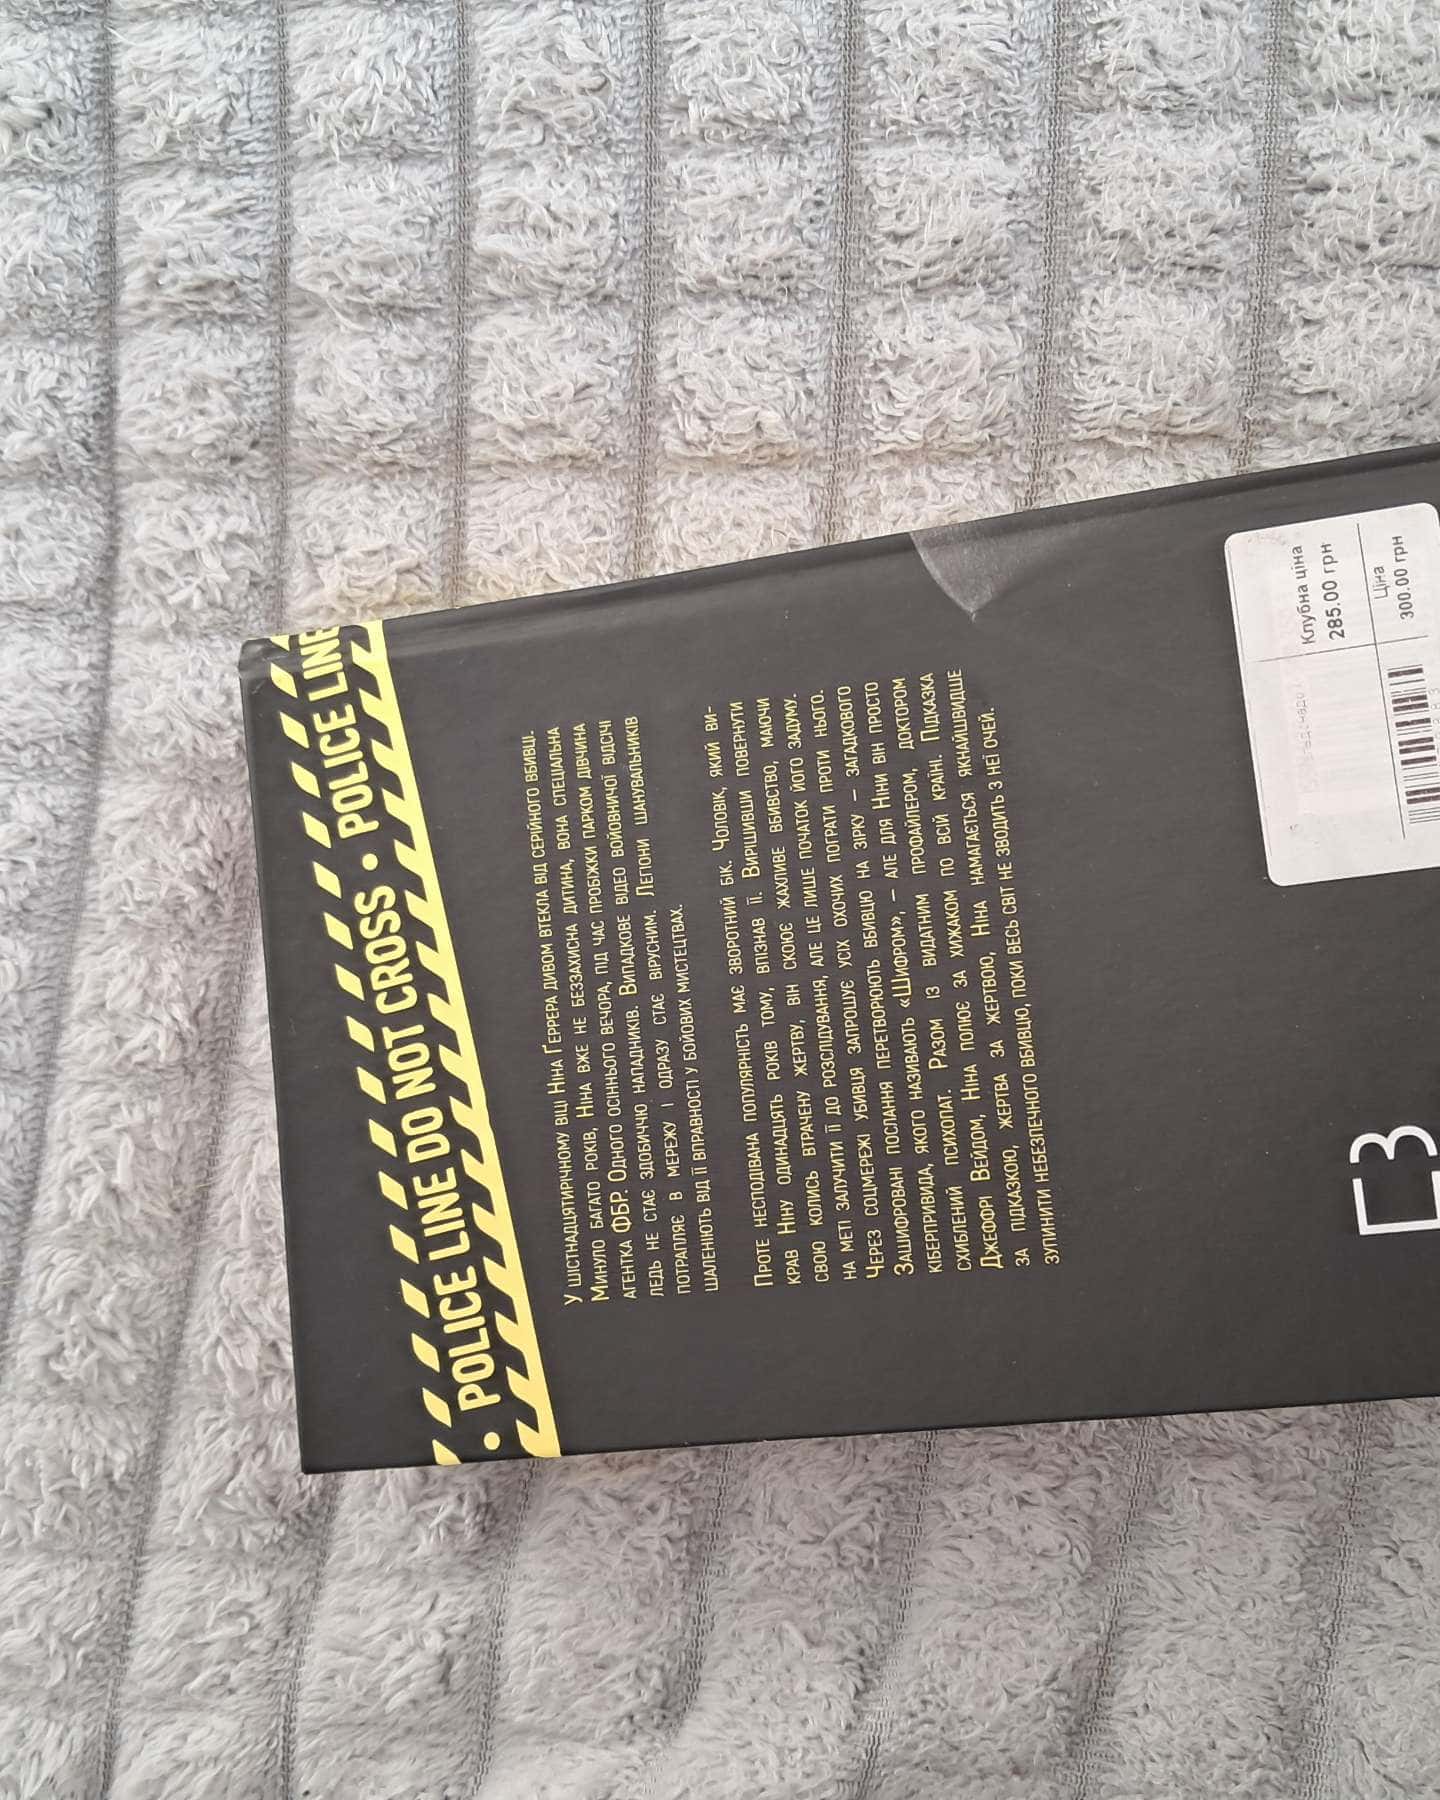 POLICE LINE DO NOT CROSS • POLICE LINE
У шістнадцятирічному віці Ніна Ґеррера дивом втекла від серійного вбивці.
Минуло багато років, Ніна вже не беззахисна дитина, вона спеціальна
агентка ФБР. Одного осіннього вечора, під час пробіжки парком дівчина
ледь не стає здобиччю нападників. Випадкове відео войовничої відсічі
потрапляє в мережу і одразу стає вірусним. Легіони шанувальників
шаленіють від її вправності у бойових мистецтвах.
Проте несподівана популярність має зворотний бік. Чоловік, який ви-
крав Ніну одинадцять років тому, впізнав її. Вирішивши повернути
свою колись втрачену жертву, він скоює жахливе вбивство, маючи
на меті залучити її до розслідування, але це лише початок його задуму.
Через соцмережі убивця запрошує усіх охочих пограти проти нього.
Зашифровані послання перетворюють вбивцю на зірку – загадкового
кіберпривида, якого називають «Шифром», – але для Ніни він просто
схиблений психопат. Разом із видатним профайлером, доктором
Джефрі Вейдом, Ніна полює за хижаком по всій країні. Підказка
за підказкою, жертва за жертвою, Ніна намагається якнайшвидше
зупинити небезпечного вбивцю, поки весь світ не зводить з неї очей.
Клубна ціна
285.00 грн
Ціна
300.00 грн